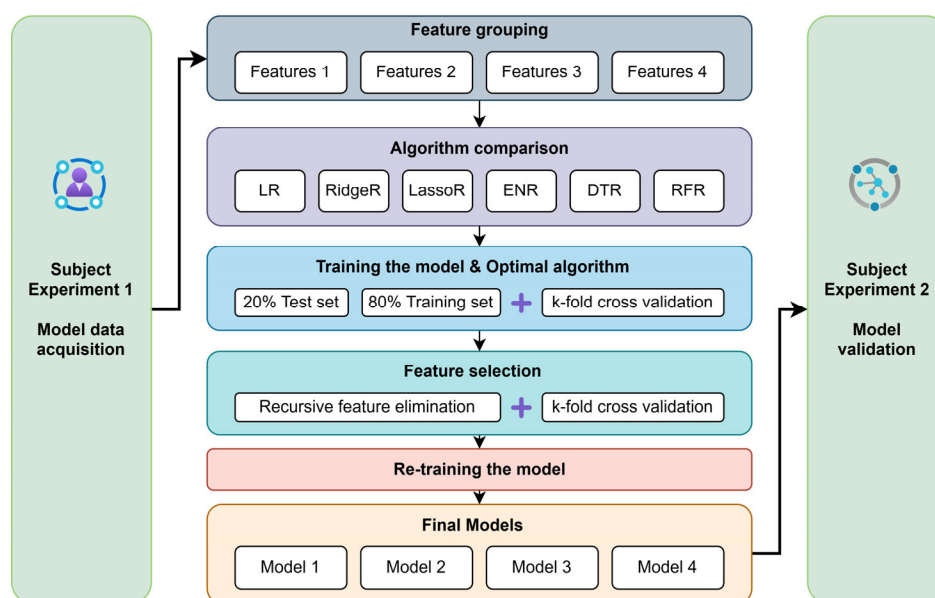 Subject
Experiment 1
Model data
acquisition
Feature grouping
Features 1
Features 2
Features 3
Features 4
Algorithm comparison
LR
RidgeR
LassoR
ENR
DTR
RFR
Training the model & Optimal algorithm
20% Test set
80% Training set
k-fold cross validation
Feature selection
Recursive feature elimination
k-fold cross validation
Re-training the model
Final Models
Model 1
Model 2
Model 3
Model 4
Subject
Experiment 2
Model
validation